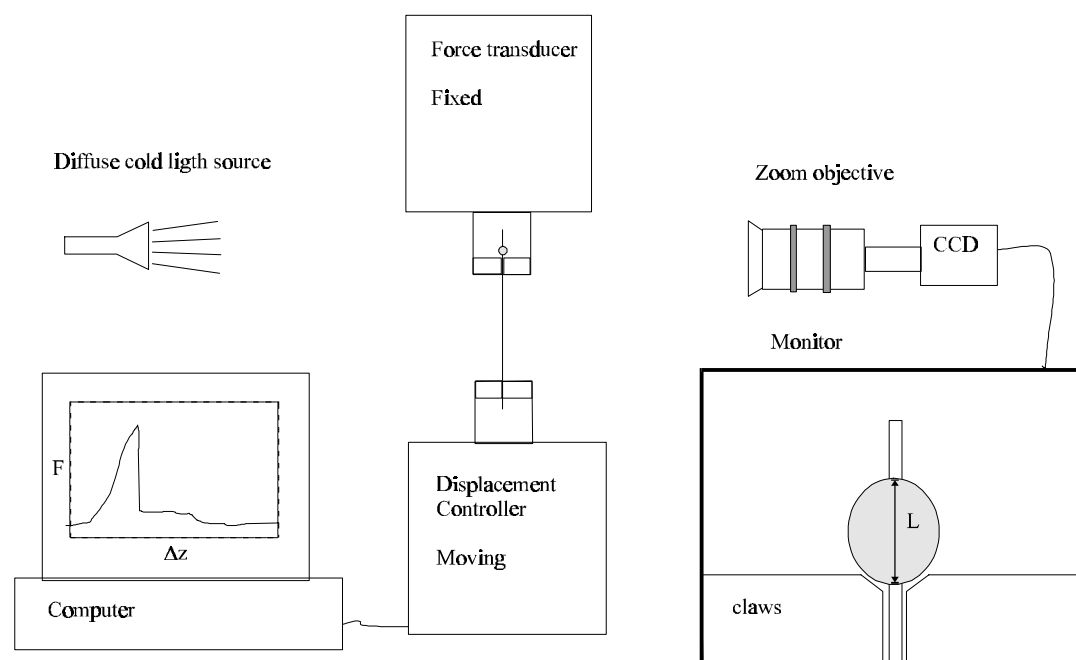 Force transducer
Fixed
Diffuse cold ligth source
Zoom objective
CCD
Monitor
F
Δz
Computer
Displacement
Controller
Moving
L
claws